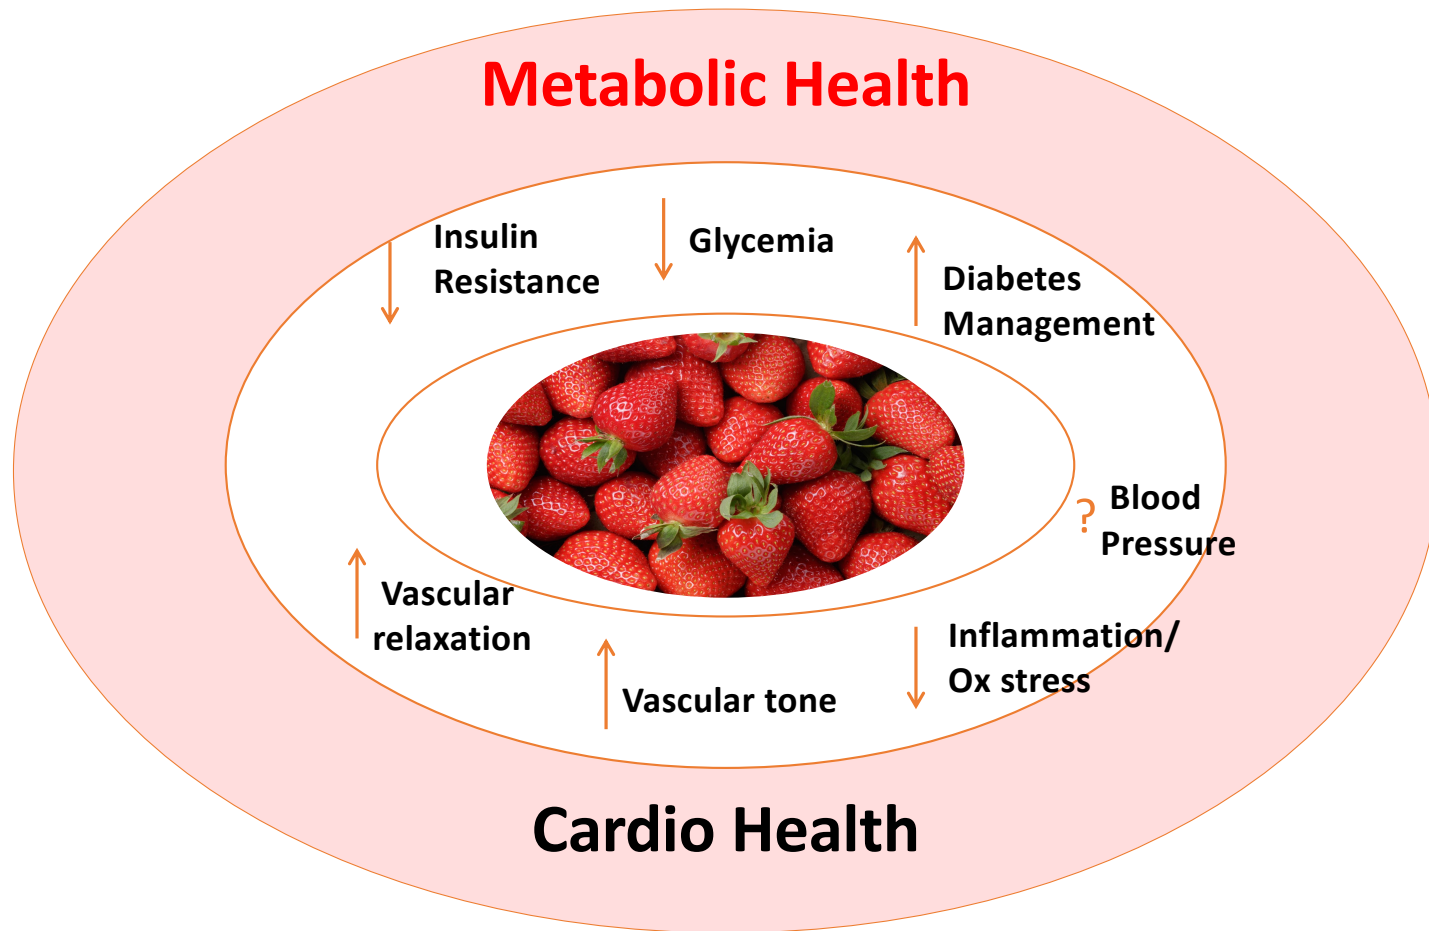 Metabolic Health
Insulin
Resistance
Glycemia
Diabetes
Management
? Blood
Pressure
Vascular
relaxation
Vascular tone
Inflammation/
Ox stress
Cardio Health